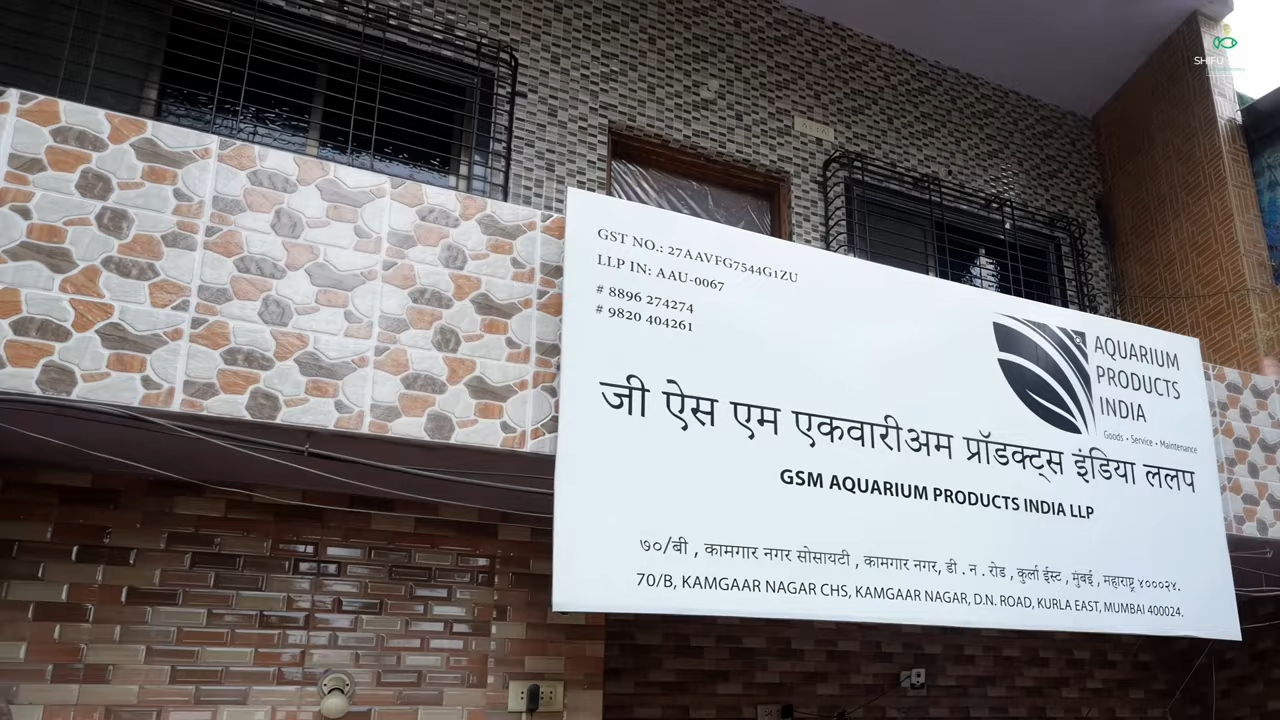 SHIFU
GST NO.: 27AAVFG7544G1ZU
LLP IN: AAU-0067
# 8896 274274
# 9820 404261
AQUARIUM
PRODUCTS
INDIA
Goods • Service • Maintenance
जी ऐस एम एकवारीअम प्रॉडक्ट्स इंडिया ललप
GSM AQUARIUM PRODUCTS INDIA LLP
७०/बी , कामगार नगर सोसायटी , कामगार नगर, डी . न . रोड , कुर्ला ईस्ट , मुंबई , महाराष्ट्र ४०००२४.
70/B, KAMGAAR NAGAR CHS, KAMGAAR NAGAR, D.N. ROAD, KURLA EAST, MUMBAI 400024.